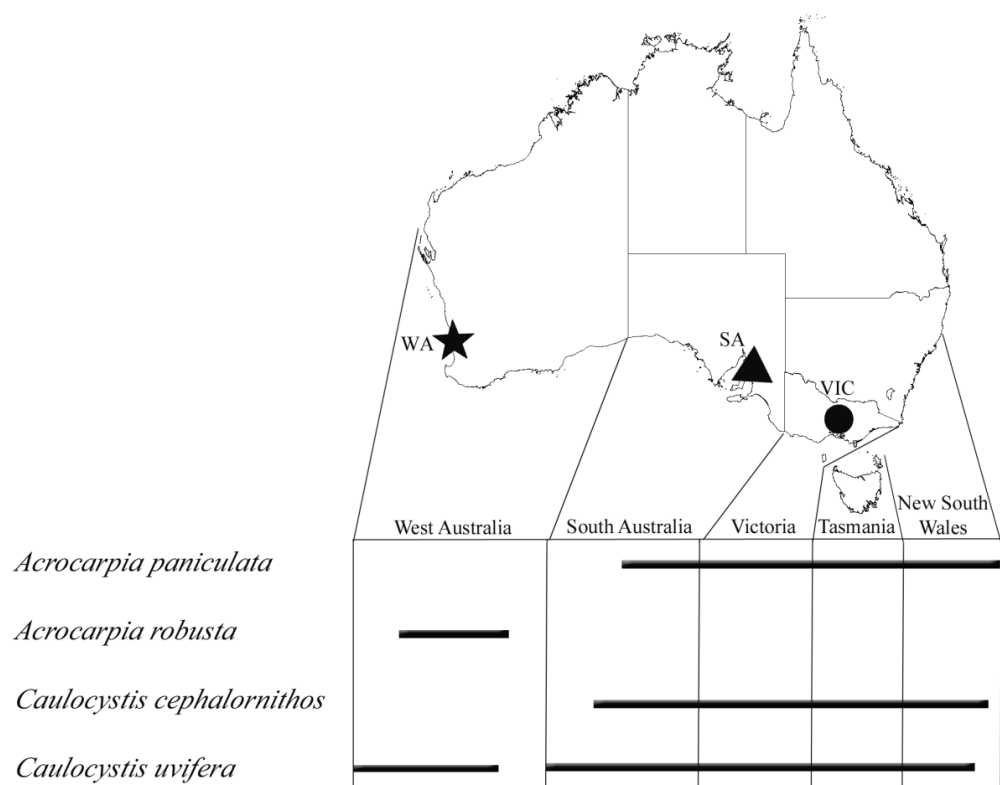 WA
SA
VIC
West Australia
South Australia
Victoria
Tasmania
New South
Wales
Acrocarpia paniculata
Acrocarpia robusta
Caulocystis cephalornithos
Caulocystis uvifera